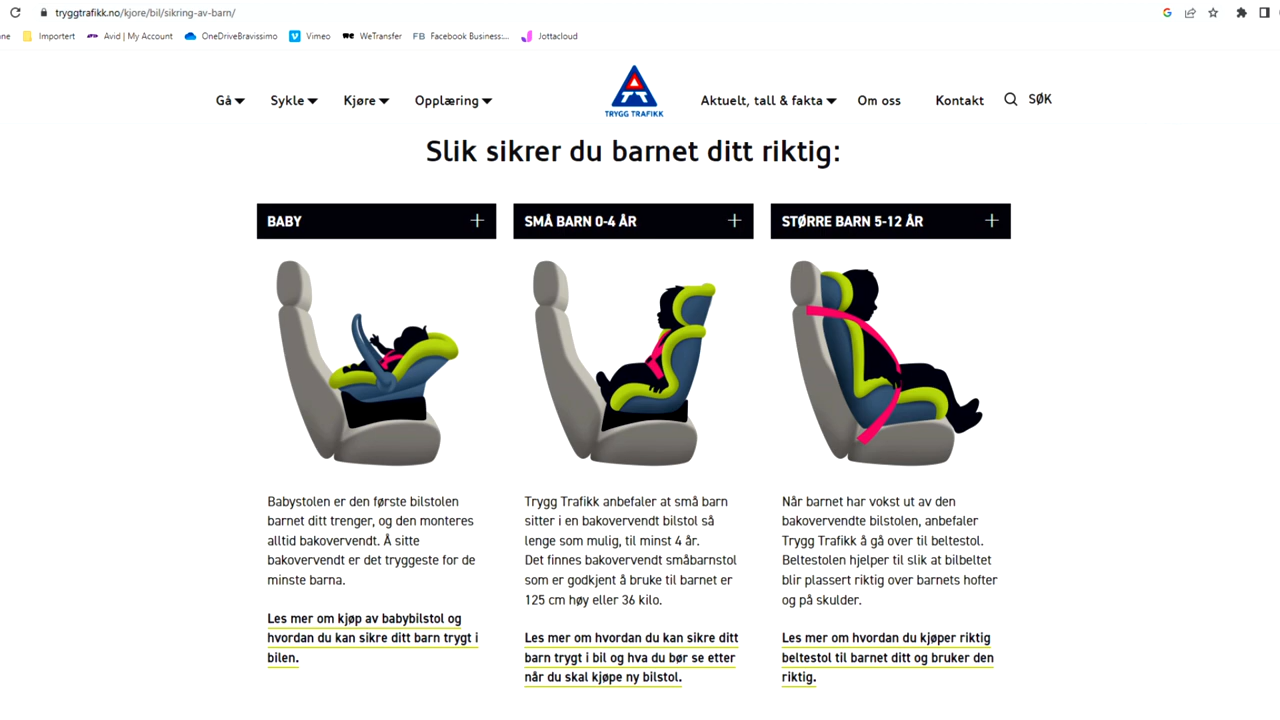 tryggtrafikk.no/kjore/bil/sikring-av-barn/
ne Importert Avid | My Account OneDriveBravissimo Vimeo WeTransfer FB Facebook Business:... Jottacloud
Gå Sykle Kjøre Opplæring TRYGG TRAFIKK Aktuelt, tall & fakta Om oss Kontakt SØK
Slik sikrer du barnet ditt riktig:
BABY
Babystolen er den første bilstolen
barnet ditt trenger, og den monteres
alltid bakovervendt. Å sitte
bakovervendt er det tryggeste for de
minste barna.
Les mer om kjøp av babybilstol og
hvordan du kan sikre ditt barn trygt i
bilen.
SMÅ BARN 0-4 ÅR
Trygg Trafikk anbefaler at små barn
sitter i en bakovervendt bilstol så
lenge som mulig, til minst 4 år.
Det finnes bakovervendt småbarnstol
som er godkjent å bruke til barnet er
125 cm høy eller 36 kilo.
Les mer om hvordan du kan sikre ditt
barn trygt i bil og hva du bør se etter
når du skal kjøpe ny bilstol.
STØRRE BARN 5-12 ÅR
Når barnet har vokst ut av den
bakovervendte bilstolen, anbefaler
Trygg Trafikk å gå over til beltestol.
Beltestolen hjelper til slik at bilbeltet
blir plassert riktig over barnets hofter
og på skulder.
Les mer om hvordan du kjøper riktig
beltestol til barnet ditt og bruker den
riktig.